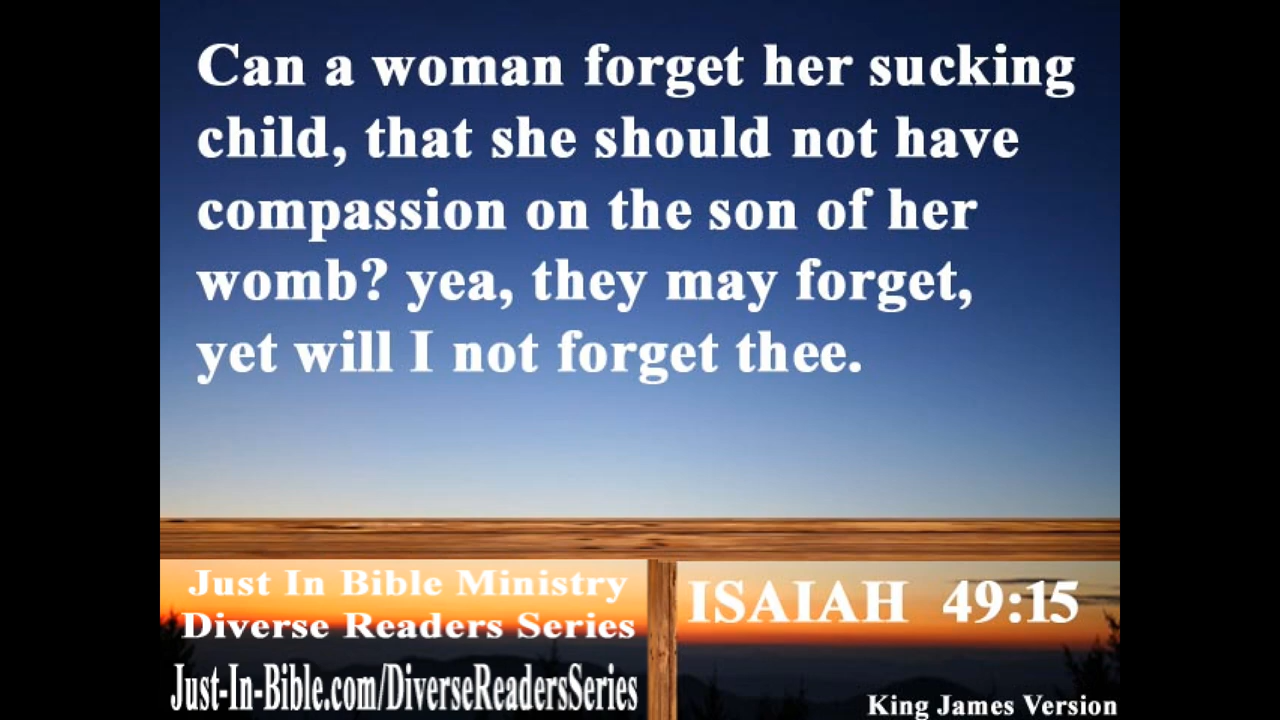 Can a woman forget her sucking
child, that she should not have
compassion on the son of her
womb? yea, they may forget,
yet will I not forget thee.
Just In Bible Ministry
Diverse Readers Series
Just-In-Bible.com/DiverseReadersSeries
ISAIAH 49:15
King James Version